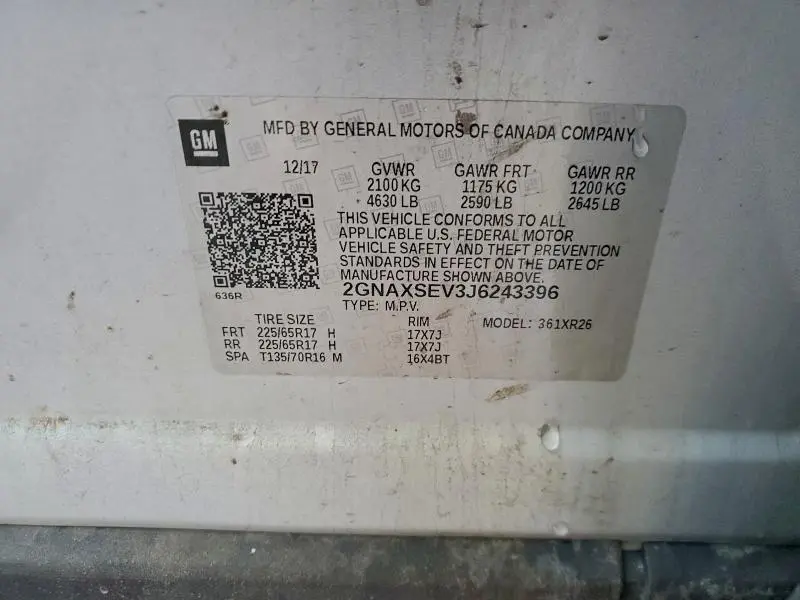 GM
MFD BY GENERAL MOTORS OF CANADA COMPANY
12/17 GVWR GAWR FRT GAWR RR
2100 KG 1175 KG 1200 KG
4630 LB 2590 LB 2645 LB
THIS VEHICLE CONFORMS TO ALL
APPLICABLE U.S. FEDERAL MOTOR
VEHICLE SAFETY AND THEFT PREVENTION
STANDARDS IN EFFECT ON THE DATE OF
MANUFACTURE SHOWN ABOVE.
636R
2GNAXSEV3J6243396
TYPE: M.P.V.
TIRE SIZE RIM MODEL: 361XR26
FRT 225/65R17 H 17X7J
RR 225/65R17 H 17X7J
SPA T135/70R16 M 16X4BT